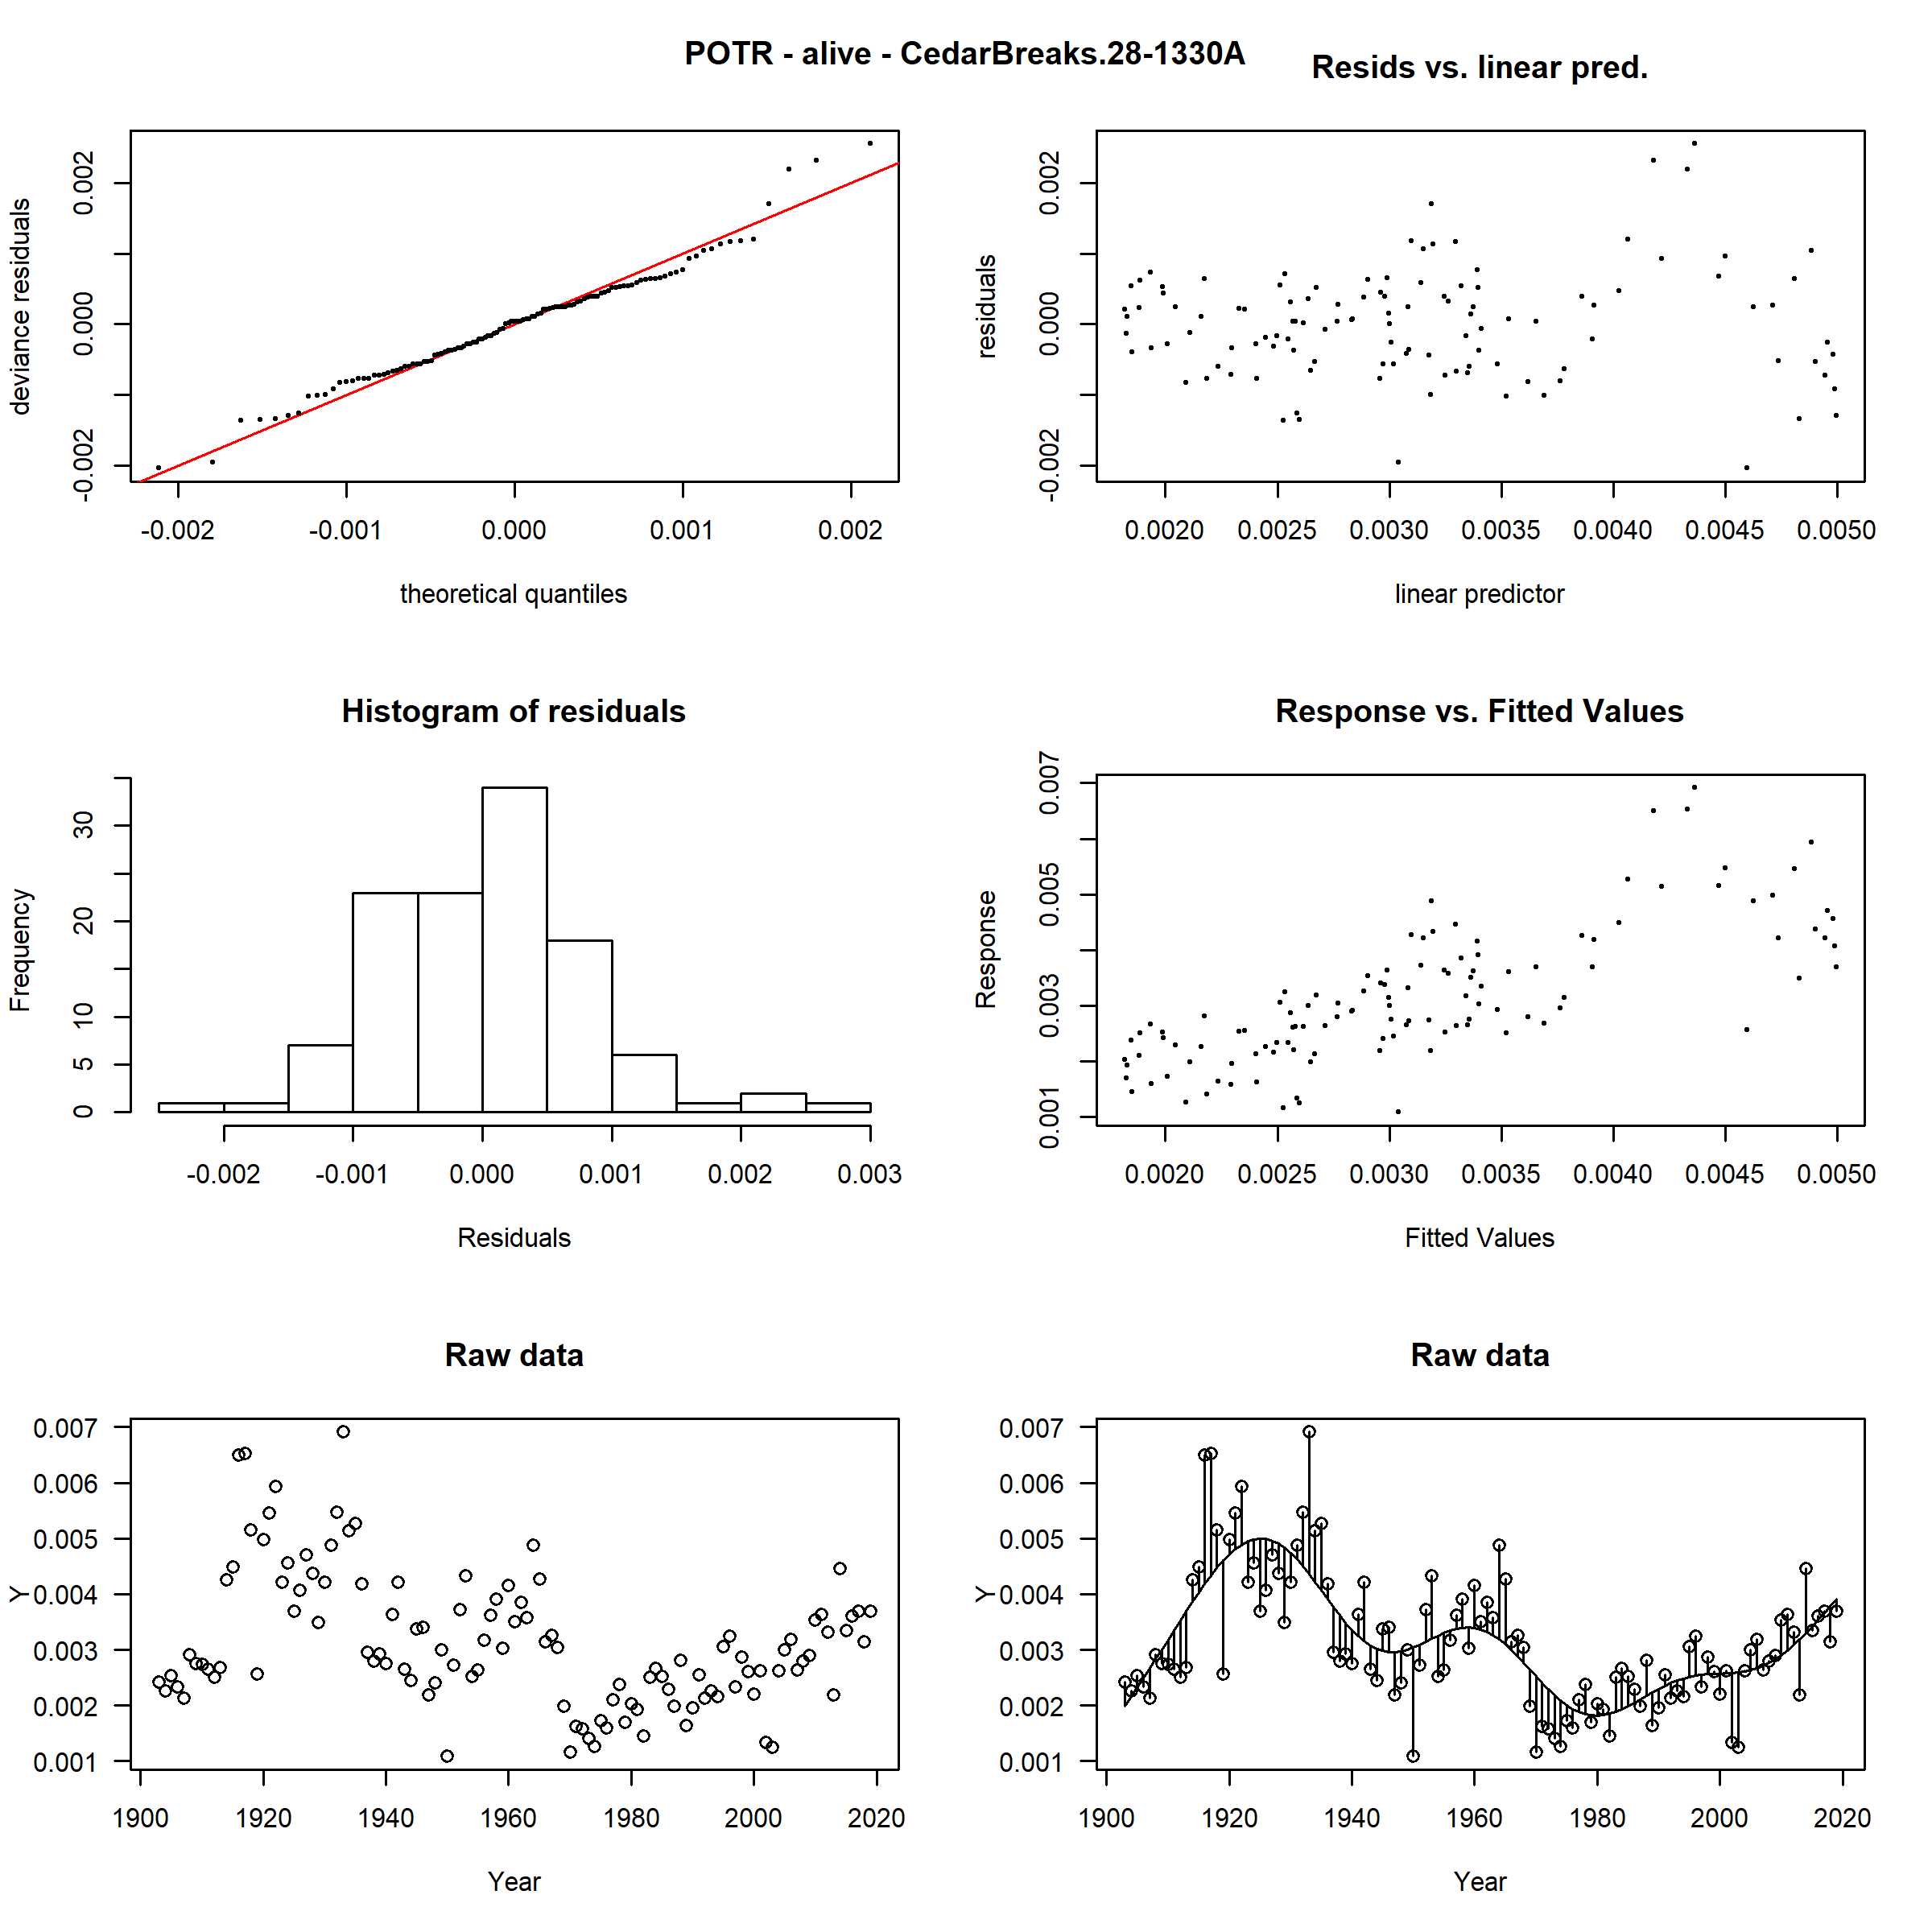 POTR - alive - CedarBreaks.28-1330A
Resids vs. linear pred.
deviance residuals
-0.002 0.000 0.002
-0.002 -0.001 0.000 0.001 0.002
theoretical quantiles
residuals
-0.002 0.000 0.002
0.0020 0.0025 0.0030 0.0035 0.0040 0.0045 0.0050
linear predictor
Histogram of residuals
Frequency
0 5 10 20 30
-0.002 -0.001 0.000 0.001 0.002 0.003
Residuals
Response vs. Fitted Values
Response
0.001 0.003 0.005 0.007
0.0020 0.0025 0.0030 0.0035 0.0040 0.0045 0.0050
Fitted Values
Raw data
Y
0.007
0.006
0.005
0.004
0.003
0.002
0.001
1900 1920 1940 1960 1980 2000 2020
Year
Raw data
Y
0.007
0.006
0.005
0.004
0.003
0.002
0.001
1900 1920 1940 1960 1980 2000 2020
Year